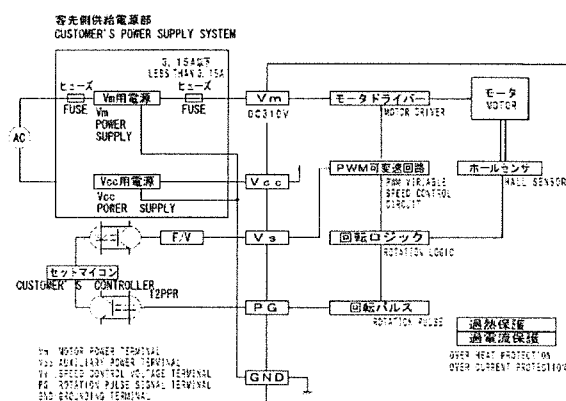 客先側供給電源部
CUSTOMER'S POWER SUPPLY SYSTEM
3.15A以下
LESS THAN 3.15A
ヒューズ
FUSE
Vm用電源
Vm
POWER
SUPPLY
ヒューズ
FUSE
Vm
DC310V
モータドライバー
MOTOR DRIVER
モータ
MOTOR
AC
Vcc用電源
Vcc
POWER SUPPLY
Vcc
PWM可変速回路
PWM VIRIABLE
SPEED CONTROL
CIRCUIT
ホールセンサ
HALL SENSOR
F/V
Vs
回転ロジック
ROTATION LOGIC
セットマイコン
CUSTOMER'S CONTROLLER
12PPR
PG
回転パルス
ROTATION PULSE
過熱保護
過電流保護
OVER HEAT PROTECTION
OVER CURRENT PROTECTION
Vm MOTOR POWER TERMINAL
Vcc AUXILIARY POWER TERMINAL
SPEED CONTROL VOLTAGE TERMINAL
PG ROTATION PULSE SIGNAL TERMINAL
GND GROUNDING TERMINAL
GND